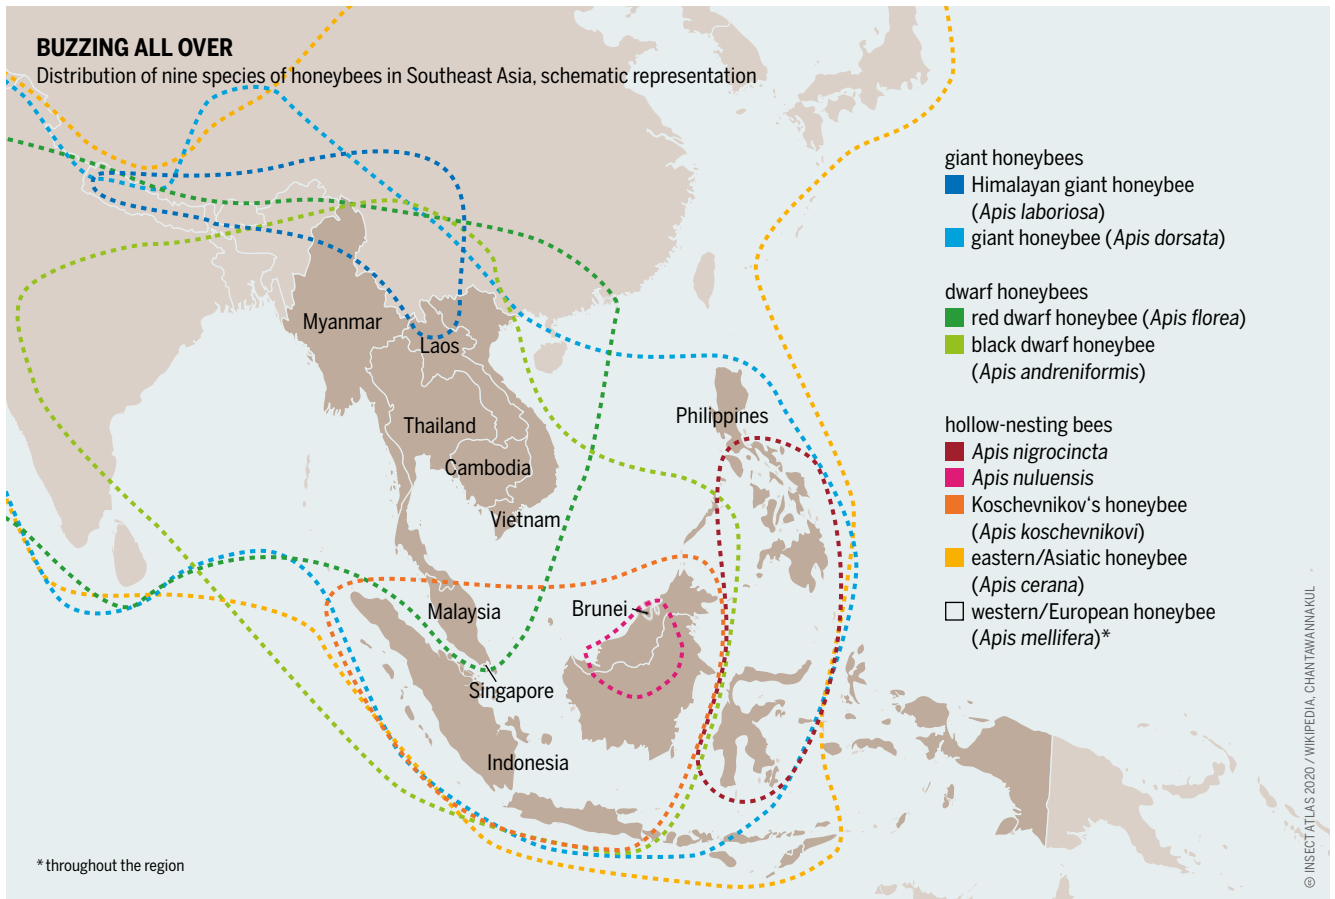 BUZZING ALL OVER
Distribution of nine species of honeybees in Southeast Asia, schematic representation
giant honeybees
Himalayan giant honeybee
(Apis laboriosa)
giant honeybee (Apis dorsata)
dwarf honeybees
red dwarf honeybee (Apis florea)
black dwarf honeybee
(Apis andreniformis)
hollow-nesting bees
Apis nigrocincta
Apis nuluensis
Koschevnikov‘s honeybee
(Apis koschevnikovi)
eastern/Asiatic honeybee
(Apis cerana)
western/European honeybee
(Apis mellifera)*
Myanmar
Laos
Thailand
Philippines
Cambodia
Vietnam
Malaysia
Brunei
Singapore
Indonesia
*throughout the region
INSECT ATLAS 2020 / WIKIPEDIA, CHANTAWANNAKUL